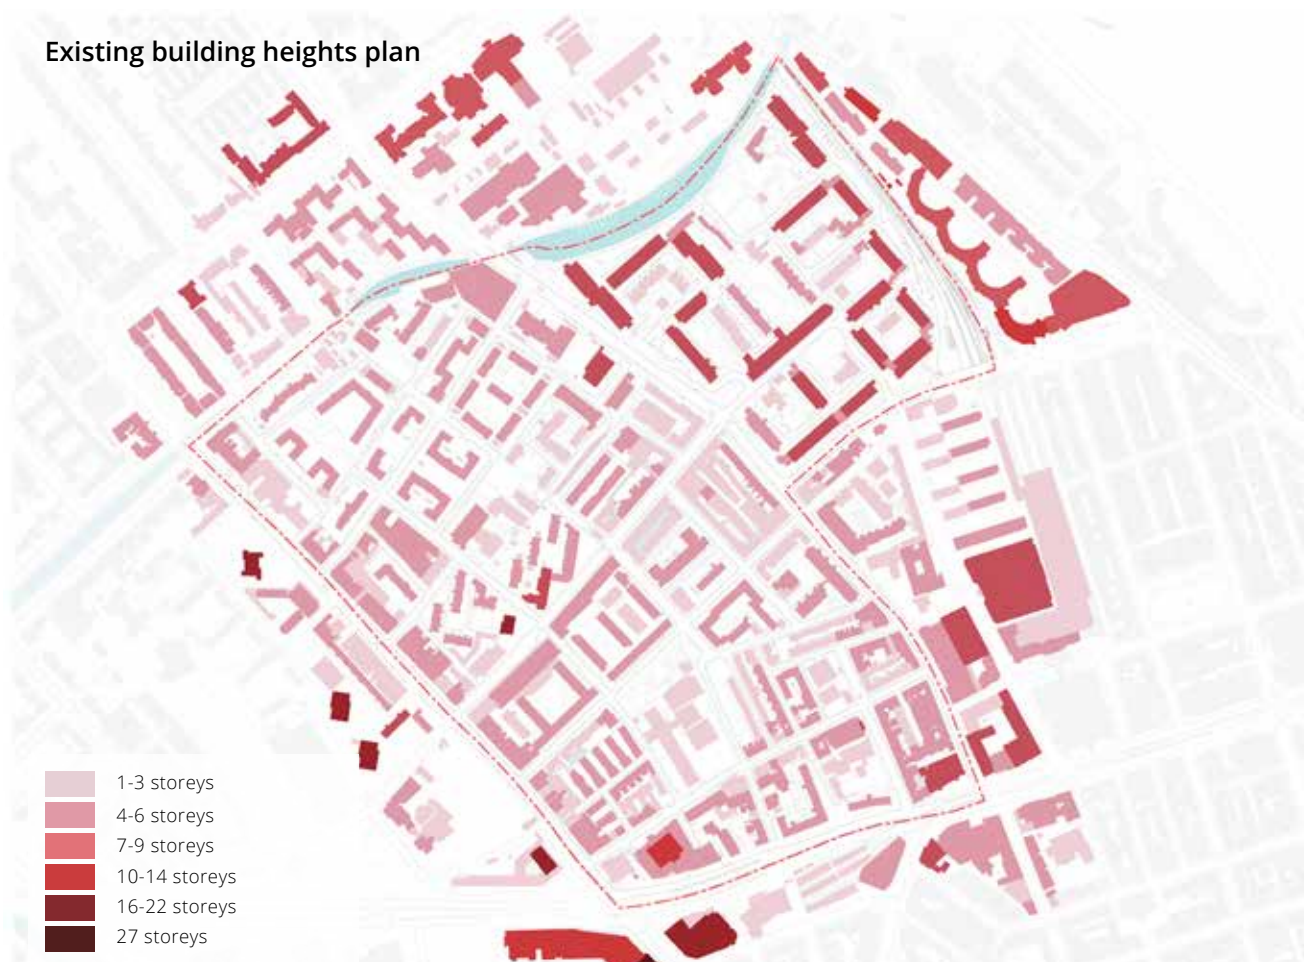 Existing building heights plan
1-3 storeys
4-6 storeys
7-9 storeys
10-14 storeys
16-22 storeys
27 storeys